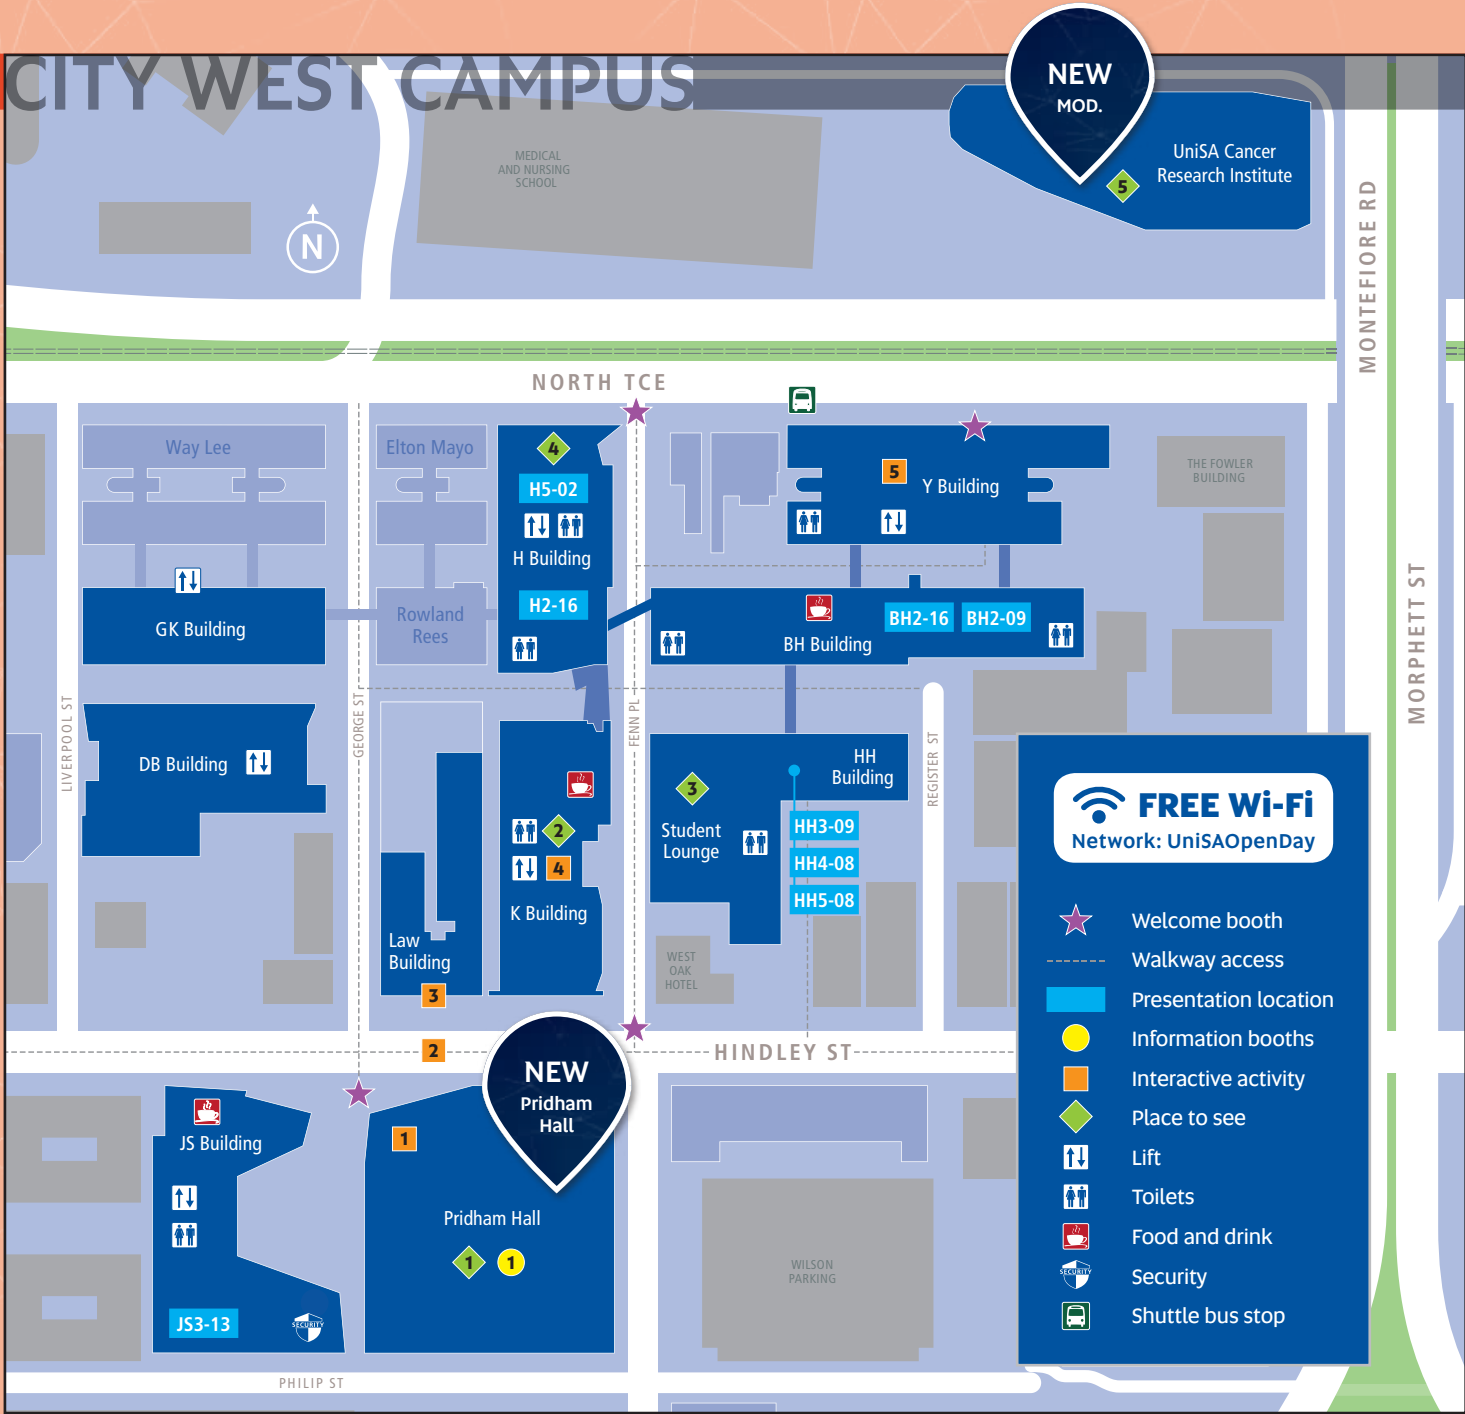 CITY WEST CAMPUS
NEW
MOD.
MEDICAL
AND NURSING
SCHOOL
UniSA Cancer
Research Institute
5
N
MONTEFIORE RD
NORTH TCE
Way Lee
Elton Mayo
4
H5-02
H Building
H2-16
5
Y Building
THE FOWLER
BUILDING
GK Building
Rowland
Rees
BH2-16
BH2-09
BH Building
MORPHETT ST
LIVERPOOL ST
GEORGE ST
FENN PL
REGISTER ST
DB Building
HH
Building
3
Student
Lounge
HH3-09
HH4-08
HH5-08
2
4
K Building
Law
Building
3
WEST
OAK
HOTEL
2
HINDLEY ST
NEW
Pridham
Hall
JS Building
1
Pridham Hall
1
1
JS3-13
SECURITY
WILSON
PARKING
PHILIP ST
FREE Wi-Fi
Network: UniSAOpenDay
Welcome booth
Walkway access
Presentation location
Information booths
Interactive activity
Place to see
Lift
Toilets
Food and drink
SECURITY
Security
Shuttle bus stop